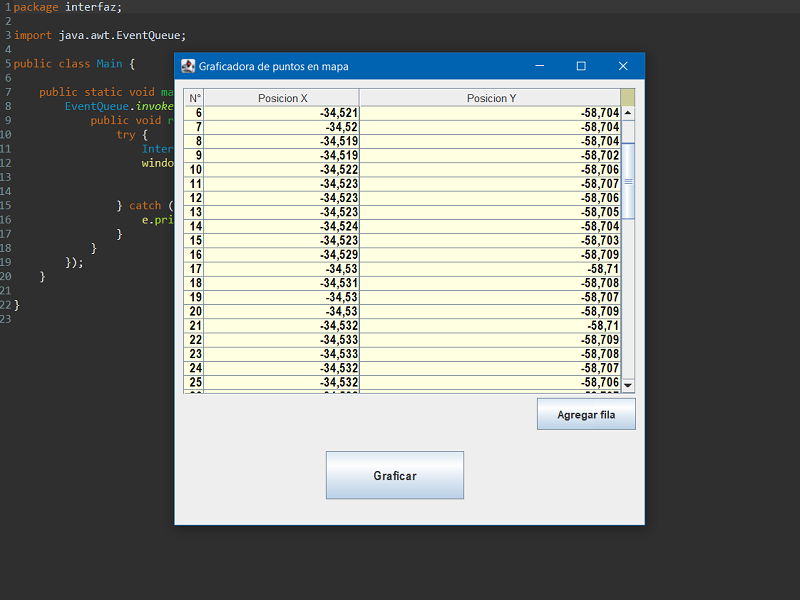 1 package interfaz;
2
3 import java.awt.EventQueue;
4
5 public class Main {
6
7 public static void ma
8 EventQueue.invoke
9 public void r
10 try {
11 Inter
12 windo
13
14
15 } catch (
16 e.pri
17 }
18 }
19 });
20 }
21
22 }
23
Graficadora de puntos en mapa
N° Posicion X Posicion Y
6 -34,521 -58,704
7 -34,52 -58,704
8 -34,519 -58,704
9 -34,519 -58,702
10 -34,522 -58,706
11 -34,523 -58,707
12 -34,523 -58,706
13 -34,523 -58,705
14 -34,524 -58,704
15 -34,523 -58,703
16 -34,529 -58,709
17 -34,53 -58,71
18 -34,531 -58,708
19 -34,53 -58,707
20 -34,53 -58,709
21 -34,532 -58,71
22 -34,533 -58,709
23 -34,533 -58,708
24 -34,532 -58,707
25 -34,532 -58,706
Agregar fila
Graficar